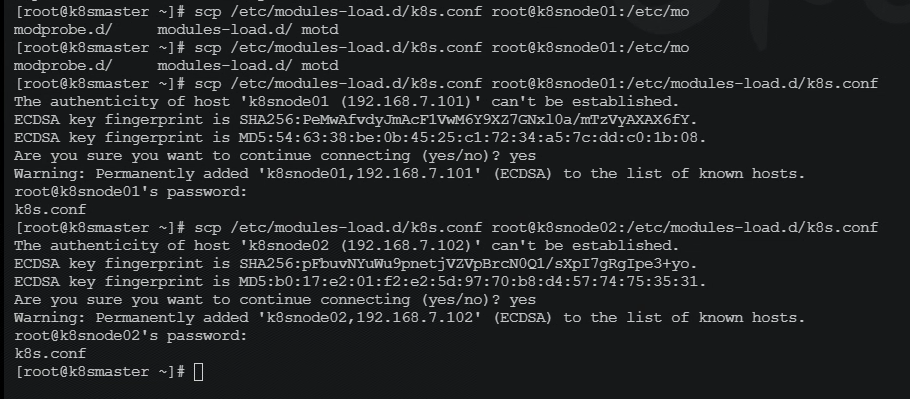 [root@k8smaster ~]# scp /etc/modules-load.d/k8s.conf root@k8snode01:/etc/mo
modprobe.d/     modules-load.d/ motd
[root@k8smaster ~]# scp /etc/modules-load.d/k8s.conf root@k8snode01:/etc/mo
modprobe.d/     modules-load.d/ motd
[root@k8smaster ~]# scp /etc/modules-load.d/k8s.conf root@k8snode01:/etc/modules-load.d/k8s.conf
The authenticity of host 'k8snode01 (192.168.7.101)' can't be established.
ECDSA key fingerprint is SHA256:PeMwAfvdyJmAcF1VwM6Y9XZ7GNxl0a/mTzVyAXAX6fY.
ECDSA key fingerprint is MD5:54:63:38:be:0b:45:25:c1:72:34:a5:7c:dd:c0:1b:08.
Are you sure you want to continue connecting (yes/no)? yes
Warning: Permanently added 'k8snode01,192.168.7.101' (ECDSA) to the list of known hosts.
root@k8snode01's password:
k8s.conf
[root@k8smaster ~]# scp /etc/modules-load.d/k8s.conf root@k8snode02:/etc/modules-load.d/k8s.conf
The authenticity of host 'k8snode02 (192.168.7.102)' can't be established.
ECDSA key fingerprint is SHA256:pFbuvNYuWu9pnetjVZVpBrcN0Q1/sXpI7gRgIpe3+yo.
ECDSA key fingerprint is MD5:b0:17:e2:01:f2:e2:5d:97:70:b8:d4:57:74:75:35:31.
Are you sure you want to continue connecting (yes/no)? yes
Warning: Permanently added 'k8snode02,192.168.7.102' (ECDSA) to the list of known hosts.
root@k8snode02's password:
k8s.conf
[root@k8smaster ~]#